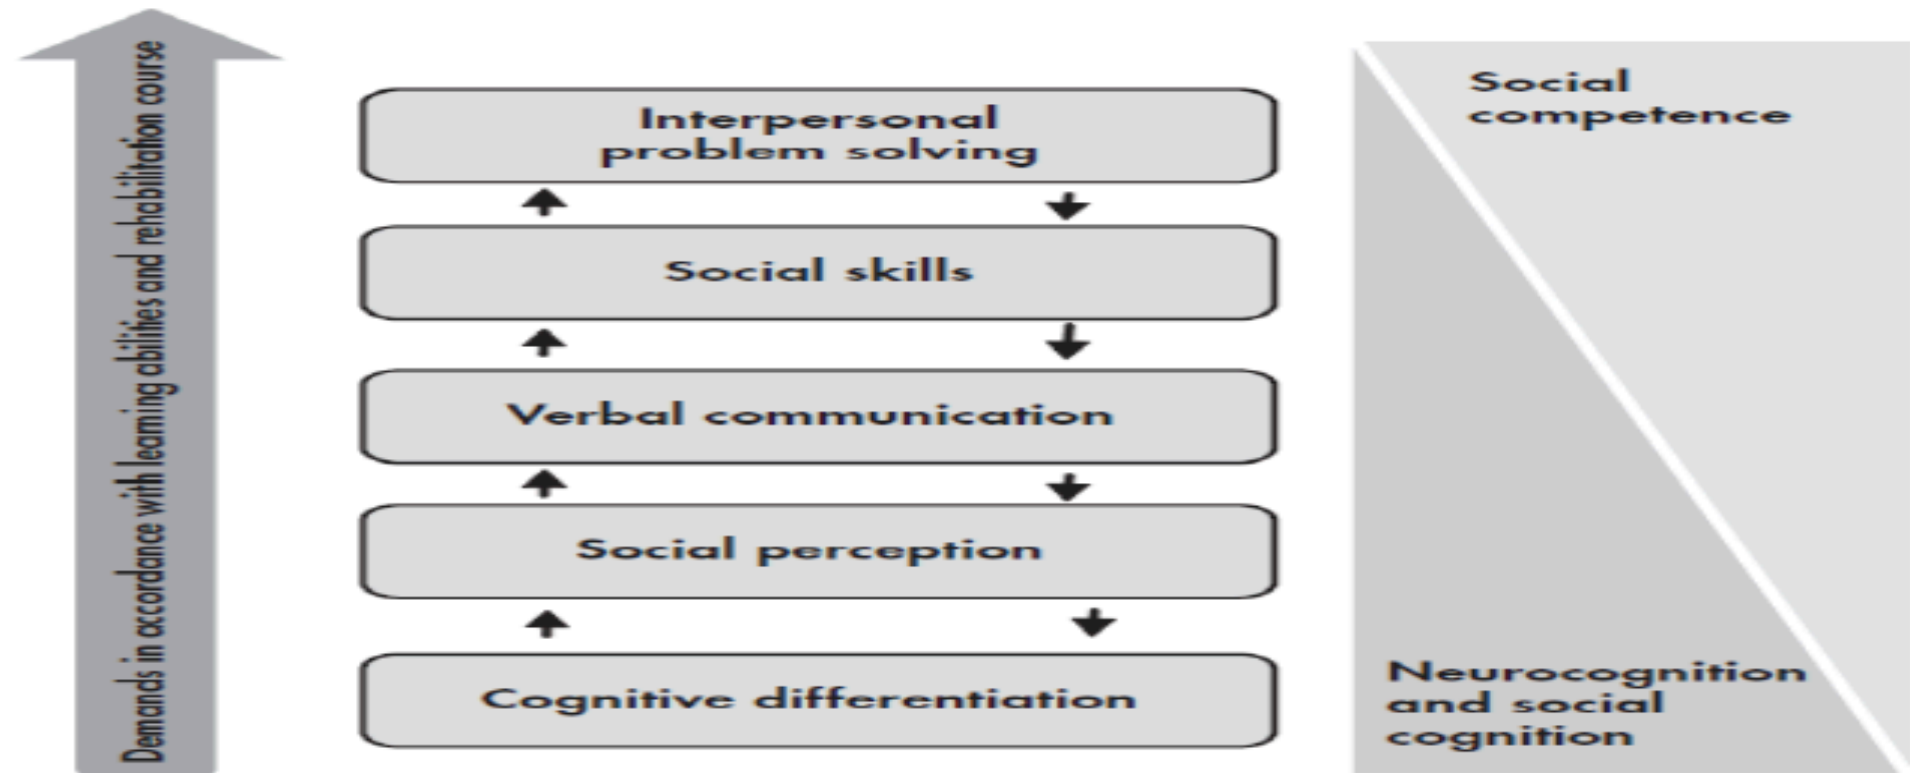 Demands in accordance with learning abilities and rehabilitation course
Interpersonal
problem solving
Social skills
Verbal communication
Social perception
Cognitive differentiation
Social
competence
Neurocognition
and social
cognition